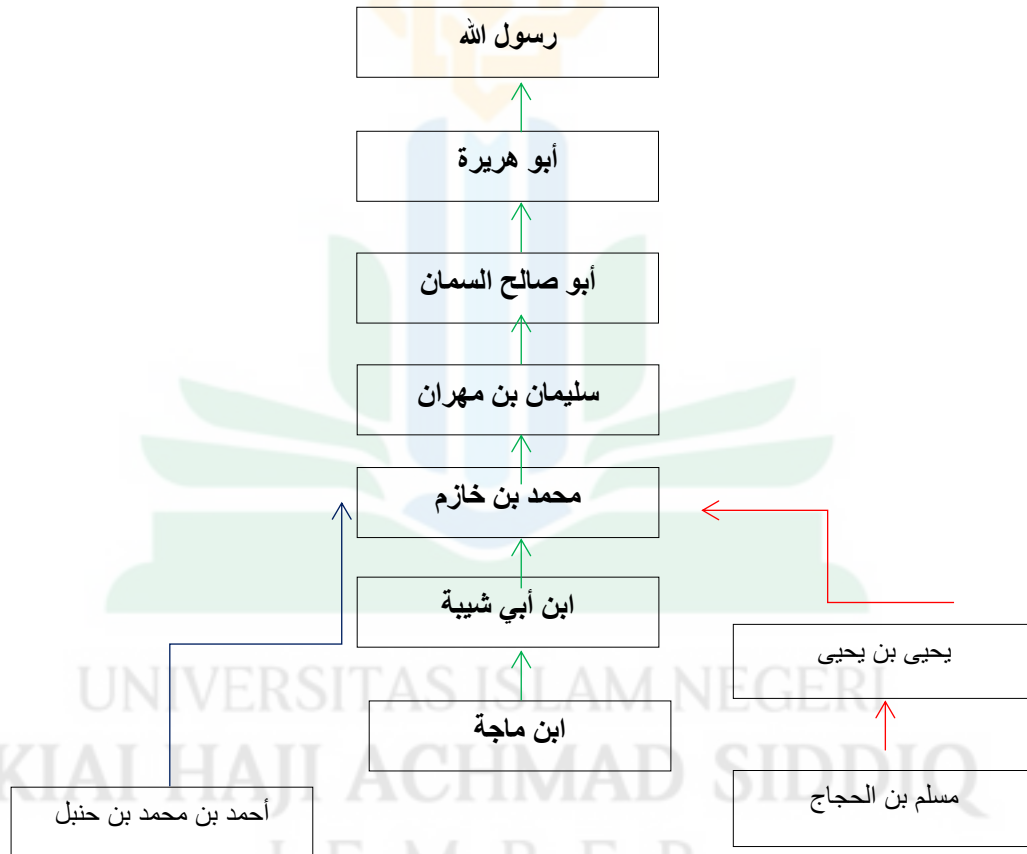 رسول الله
أبو هريرة
أبو صالح السمان
سليمان بن مهران
محمد بن خازم
ابن أبي شيبة
يحيى بن يحيى
ابن ماجة
مسلم بن الحجاج
أحمد بن محمد بن حنبل
UNIVERSITAS ISLAM NEGERI
KIAI HAJI ACHMAD SIDDIQ
J E M B E R